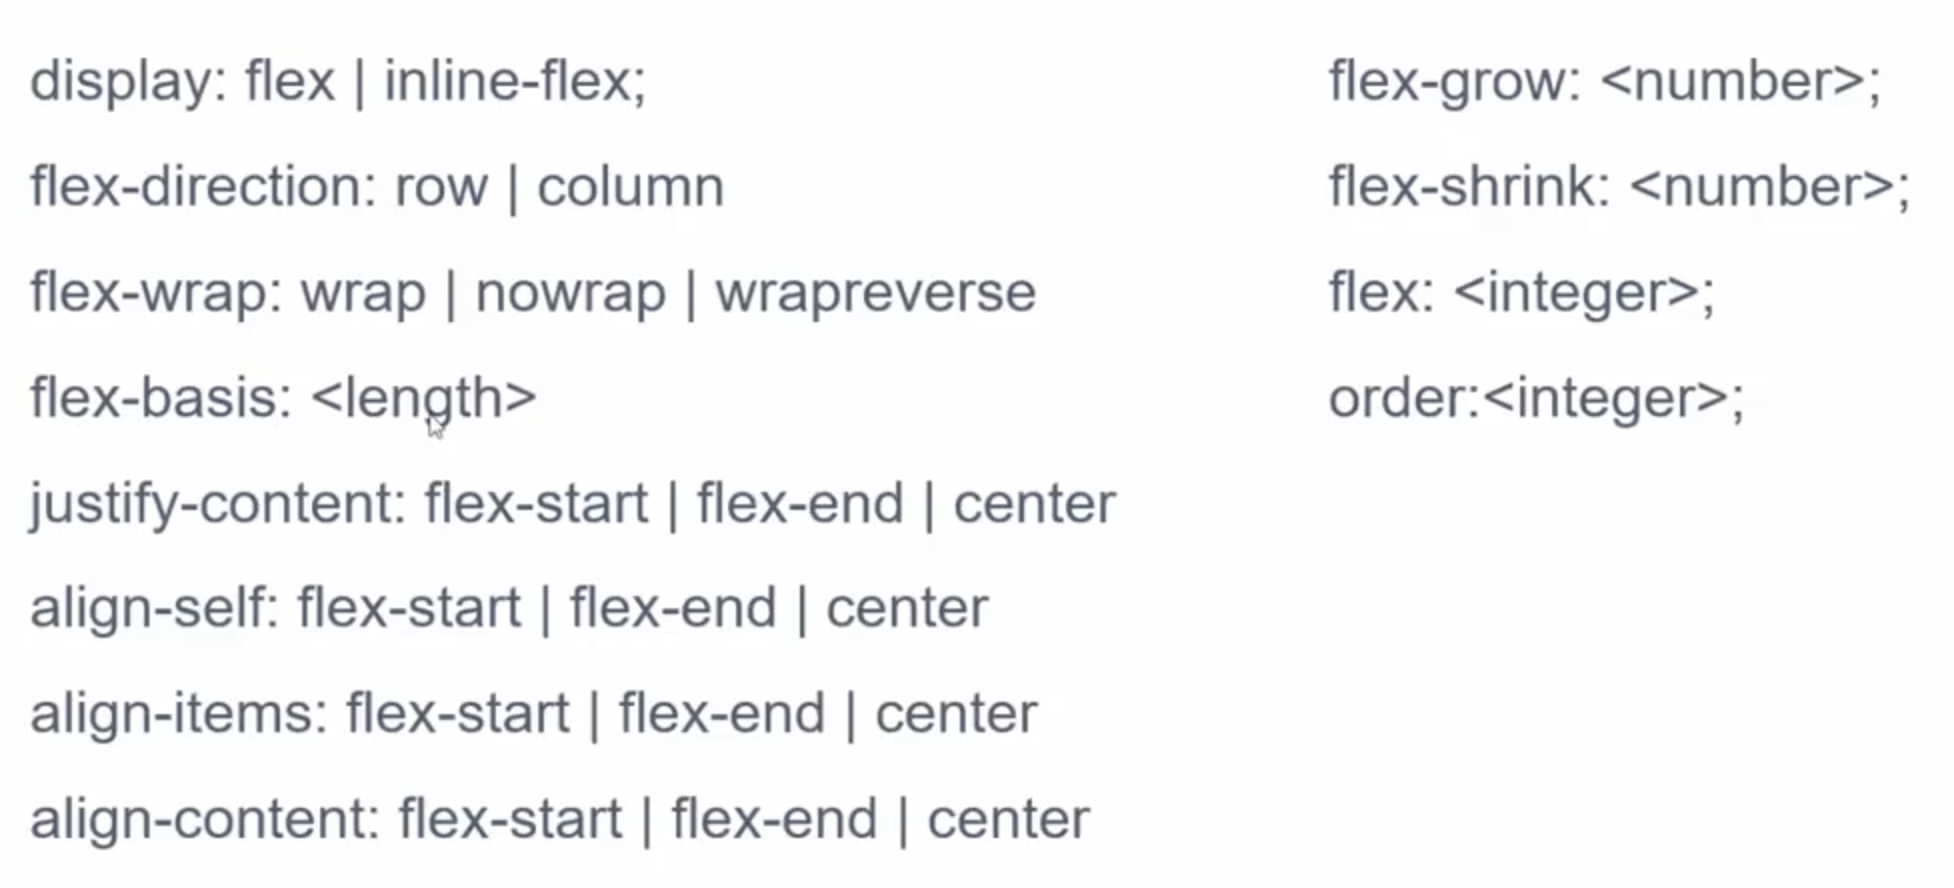 display: flex | inline-flex;
flex-direction: row | column
flex-wrap: wrap | nowrap | wrapreverse
flex-basis: <length>
justify-content: flex-start | flex-end | center
align-self: flex-start | flex-end | center
align-items: flex-start | flex-end | center
align-content: flex-start | flex-end | center
flex-grow: <number>;
flex-shrink: <number>;
flex: <integer>;
order:<integer>;